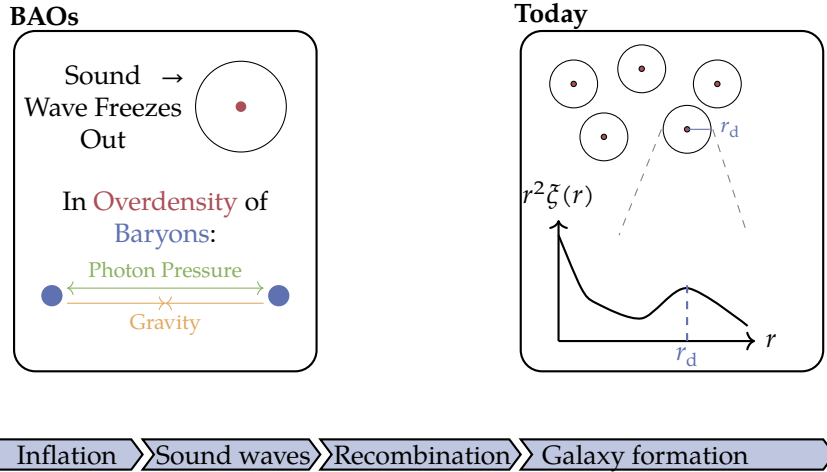 BAOs
Sound →
Wave Freezes
Out
In Overdensity of
Baryons:
Photon Pressure
Gravity
Today
r_d
r²ξ(r)
r
r_d
Inflation
Sound waves
Recombination
Galaxy formation